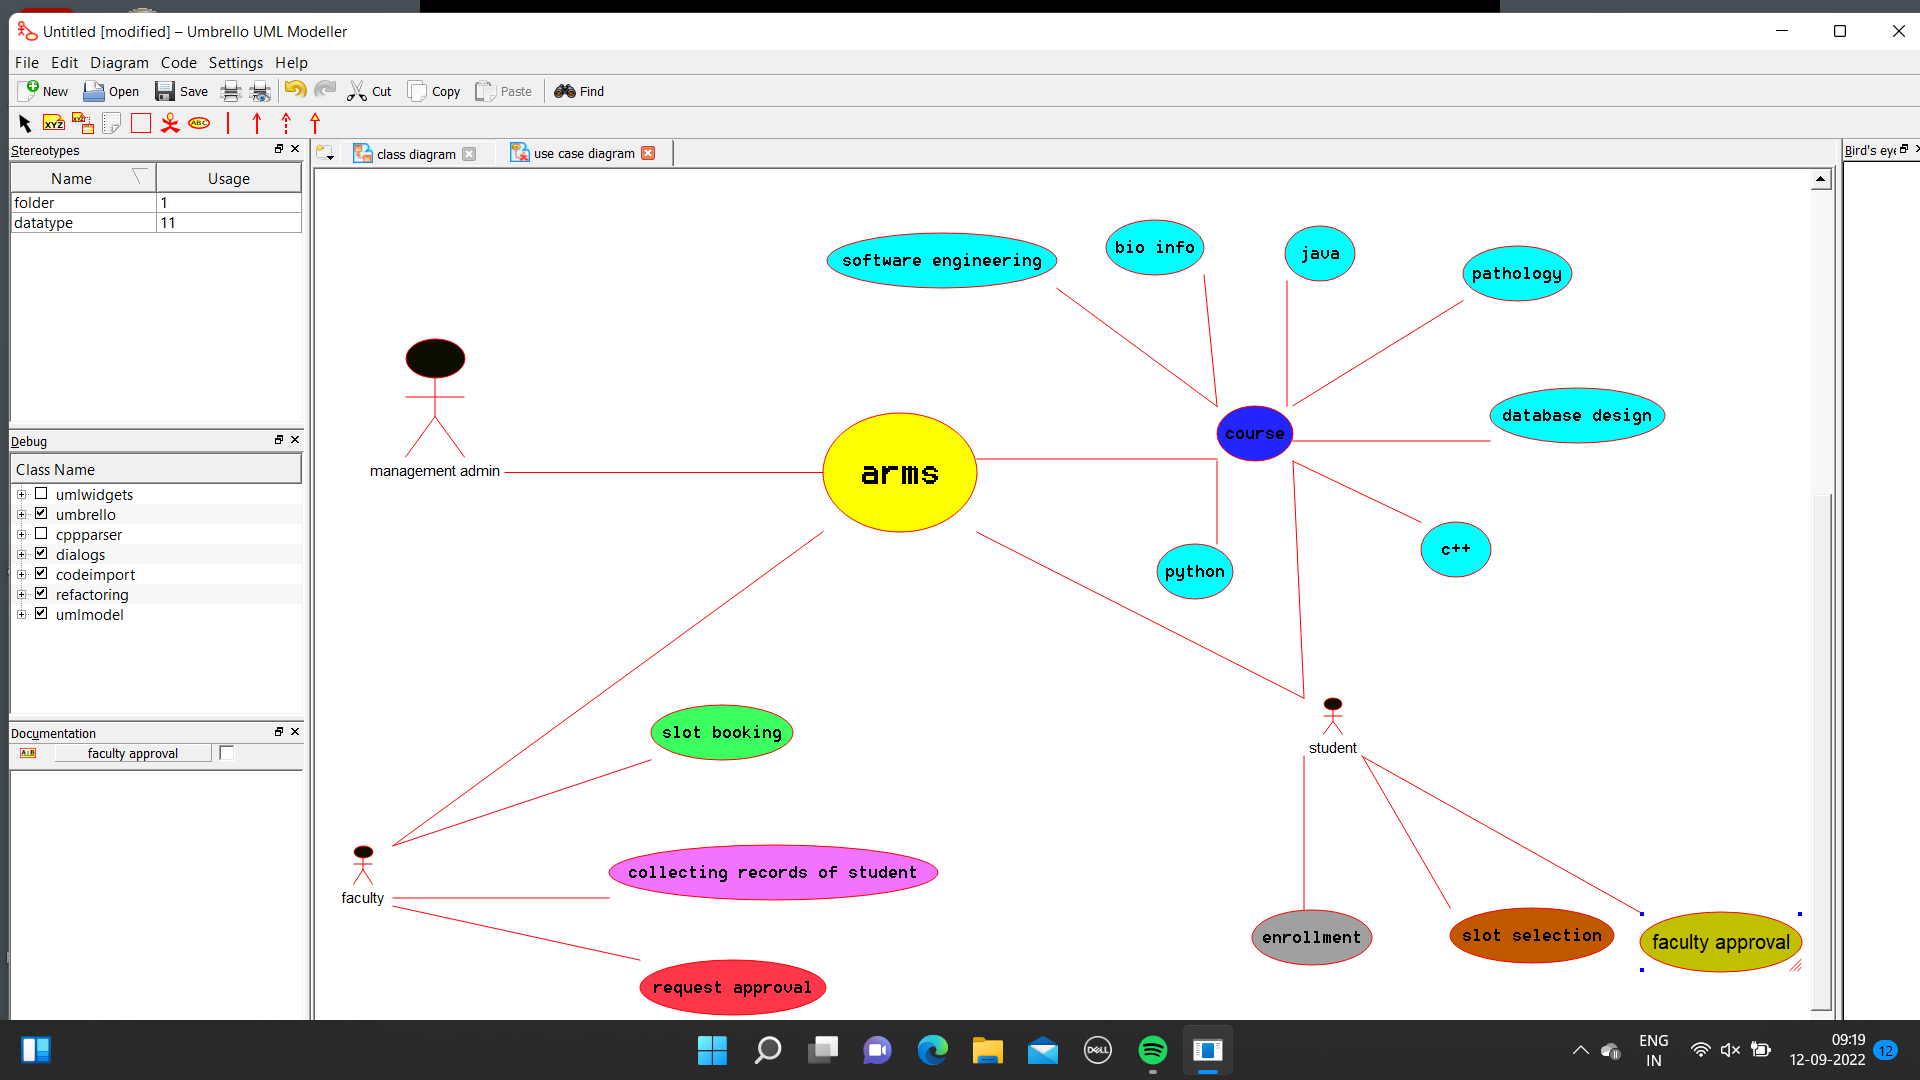 Untitled [modified] – Umbrello UML Modeller
File Edit Diagram Code Settings Help
New Open Save Cut Copy Paste Find
XYZ XYZ ABC
Stereotypes
Name Usage
folder 1
datatype 11
Debug
Class Name
umlwidgets
umbrello
cppparser
dialogs
codeimport
refactoring
umlmodel
Documentation
faculty approval
class diagram use case diagram
Bird's eye
software engineering
bio info
java
pathology
database design
course
management admin
arms
python
c++
slot booking
student
faculty
collecting records of student
enrollment
slot selection
faculty approval
request approval
DELL
ENG
IN
09:19
12-09-2022
12